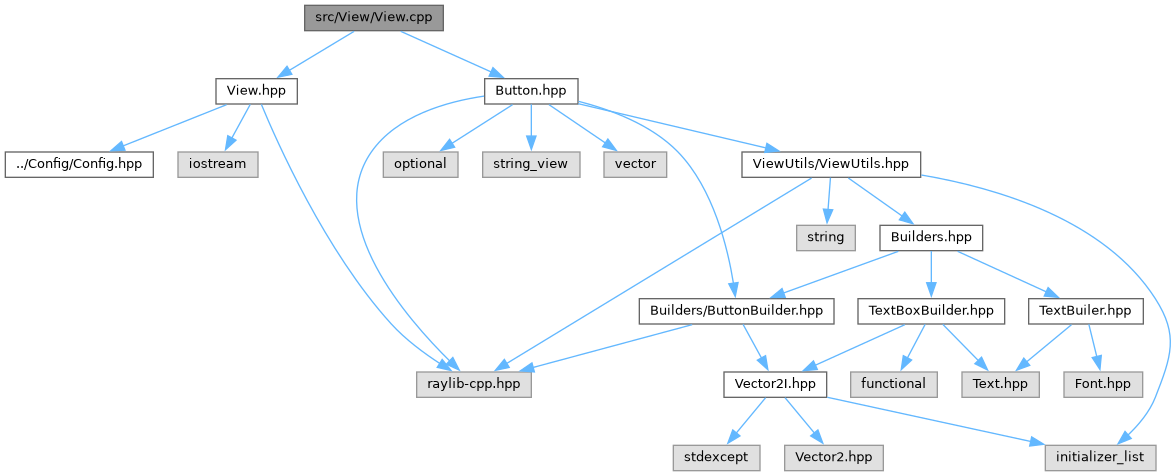 src/View/View.cpp
View.hpp
Button.hpp
../Config/Config.hpp
iostream
optional
string_view
vector
ViewUtils/ViewUtils.hpp
string
Builders.hpp
Builders/ButtonBuilder.hpp
TextBoxBuilder.hpp
TextBuiler.hpp
raylib-cpp.hpp
Vector2I.hpp
functional
Text.hpp
Font.hpp
stdexcept
Vector2.hpp
initializer_list